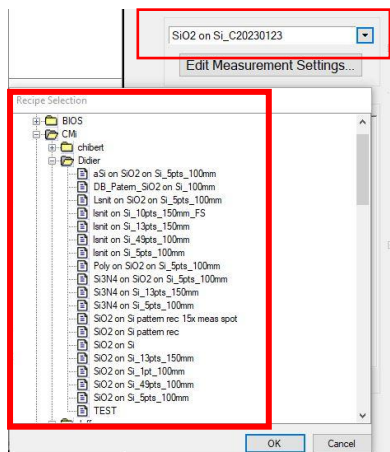 SiO2 on Si_C20230123
Edit Measurement Settings...
Recipe Selection
BIOS
CMi
chibert
Didier
aSi on SiO2 on Si_5pts_100mm
DB_Patern_SiO2 on Si_100mm
Lsnit on SiO2 on Si_5pts_100mm
lsnit on Si_10pts_150mm_FS
lsnit on Si_13pts_150mm
lsnit on Si_49pts_100mm
lsnit on Si_5pts_100mm
Poly on SiO2 on Si_5pts_100mm
Si3N4 on SiO2 on Si_5pts_100mm
Si3N4 on Si_13pts_150mm
Si3N4 on Si_5pts_100mm
SiO2 on Si pattern rec 15x meas spot
SiO2 on Si pattern rec
SiO2 on Si
SiO2 on Si_13pts_150mm
SiO2 on Si_1pt_100mm
SiO2 on Si_49pts_100mm
SiO2 on Si_5pts_100mm
TEST
OK Cancel